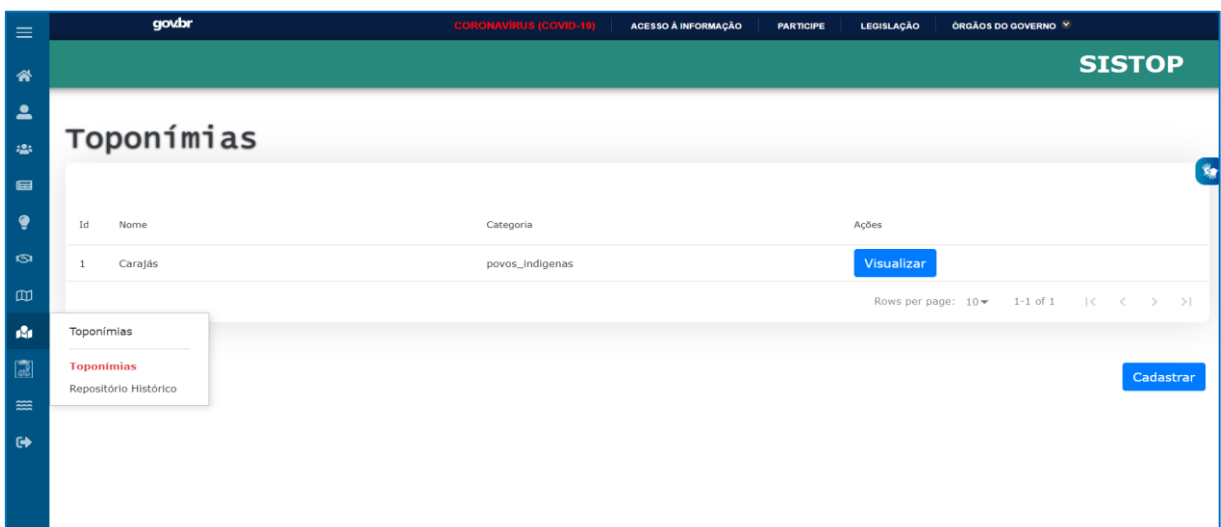 gov.br CORONAVÍRUS (COVID-19) ACESSO À INFORMAÇÃO PARTICIPE LEGISLAÇÃO ÓRGÃOS DO GOVERNO
SISTOP
Toponímias
Id Nome Categoria Ações
1 Carajás povos_indigenas Visualizar
Rows per page: 10 1-1 of 1
Toponímias
Toponímias
Repositório Histórico
Cadastrar